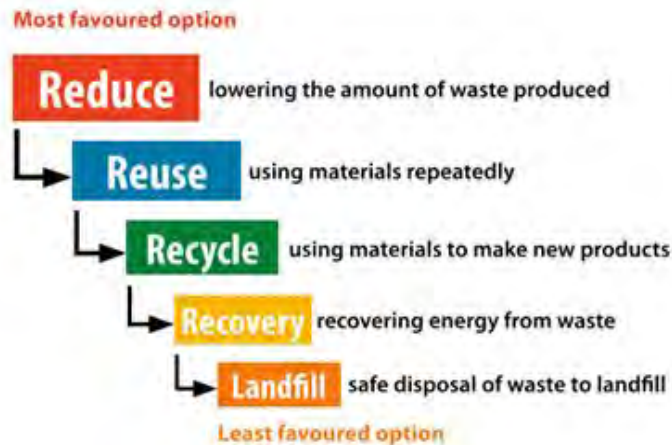 Most favoured option
Reduce lowering the amount of waste produced
Reuse using materials repeatedly
Recycle using materials to make new products
Recovery recovering energy from waste
Landfill safe disposal of waste to landfill
Least favoured option